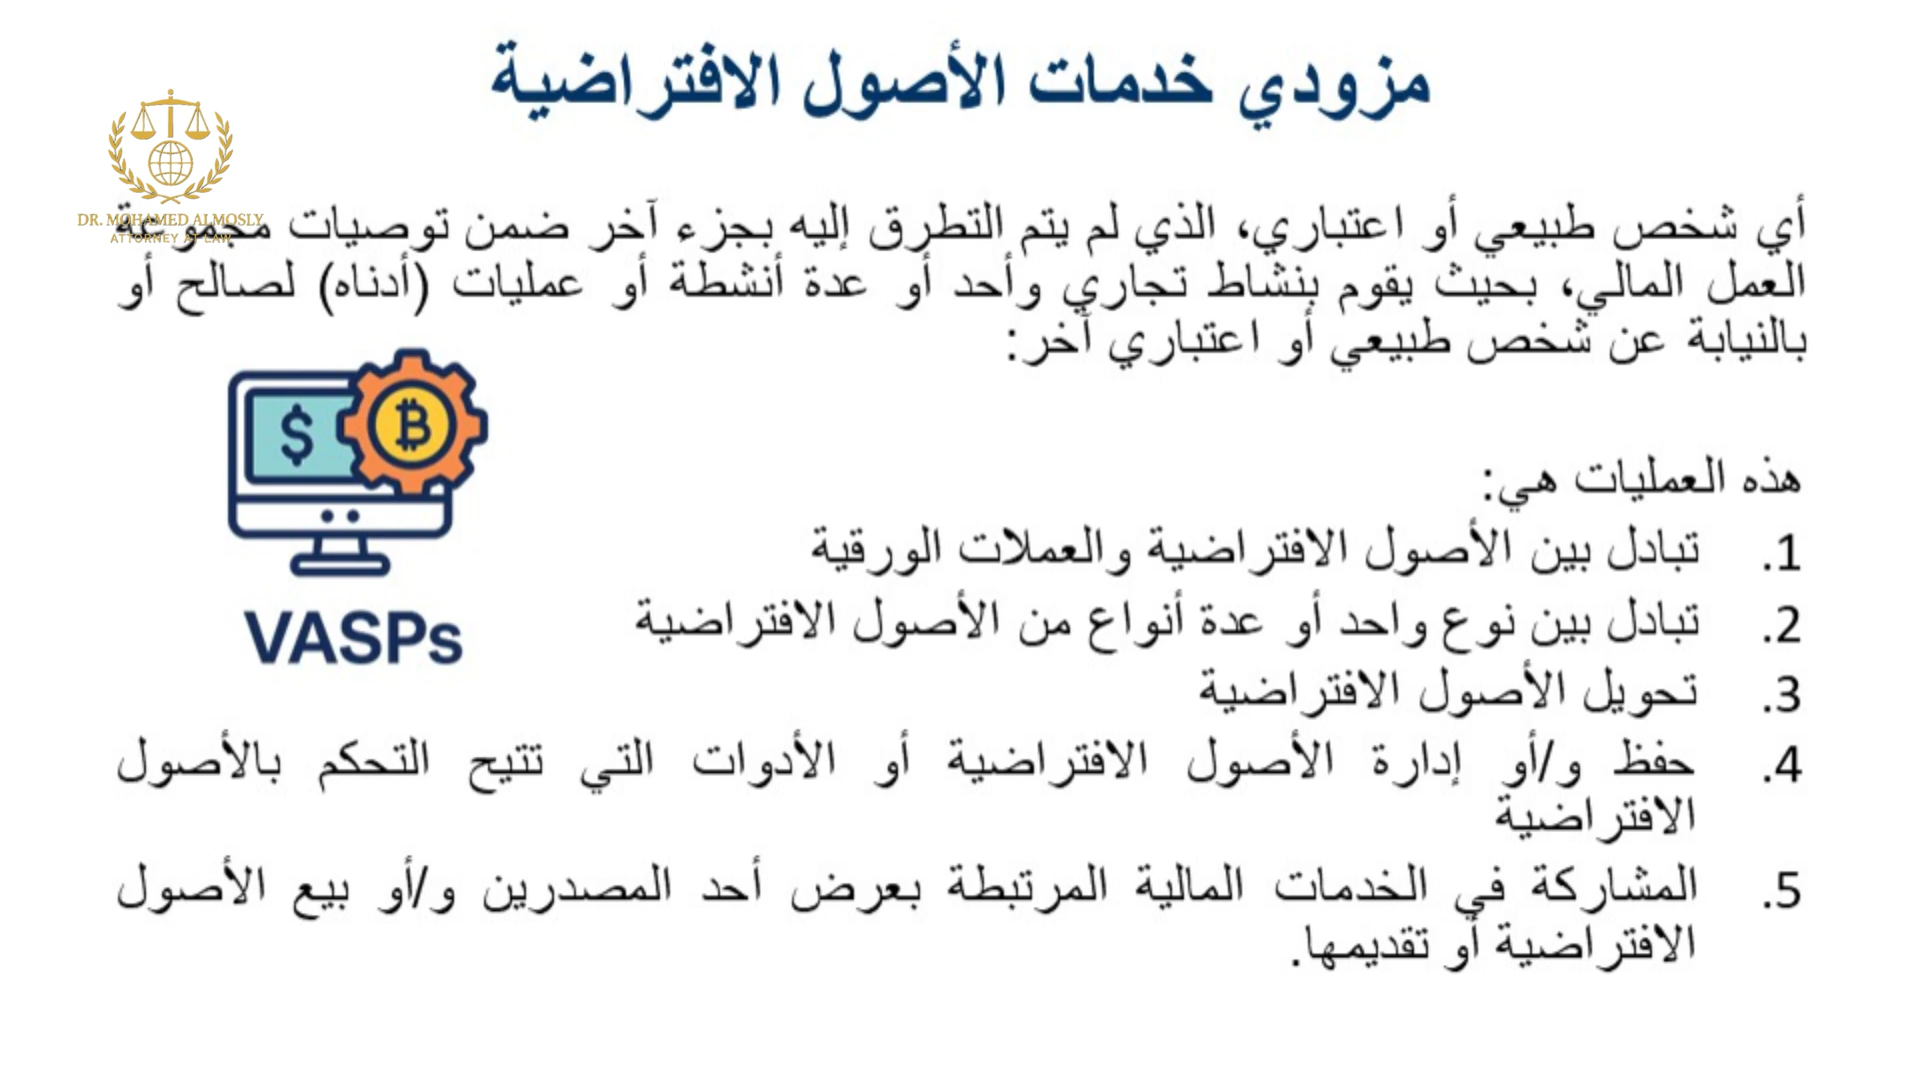 مزودي خدمات الأصول الافتراضية
DR. MOHAMED ALMOSLY
ATTORNEY AT LAW
أي شخص طبيعي أو اعتباري، الذي لم يتم التطرق إليه بجزء آخر ضمن توصيات مجموعة
العمل المالي، بحيث يقوم بنشاط تجاري وأحد أو عدة أنشطة أو عمليات (أدناه) لصالح أو
بالنيابة عن شخص طبيعي أو اعتباري آخر:
$
₿
VASPs
هذه العمليات هي:
1. تبادل بين الأصول الافتراضية والعملات الورقية
2. تبادل بين نوع واحد أو عدة أنواع من الأصول الافتراضية
3. تحويل الأصول الافتراضية
4. حفظ و/أو إدارة الأصول الافتراضية أو الأدوات التي تتيح التحكم بالأصول
الافتراضية
5. المشاركة في الخدمات المالية المرتبطة بعرض أحد المصدرين و/أو بيع الأصول
الافتراضية أو تقديمها.